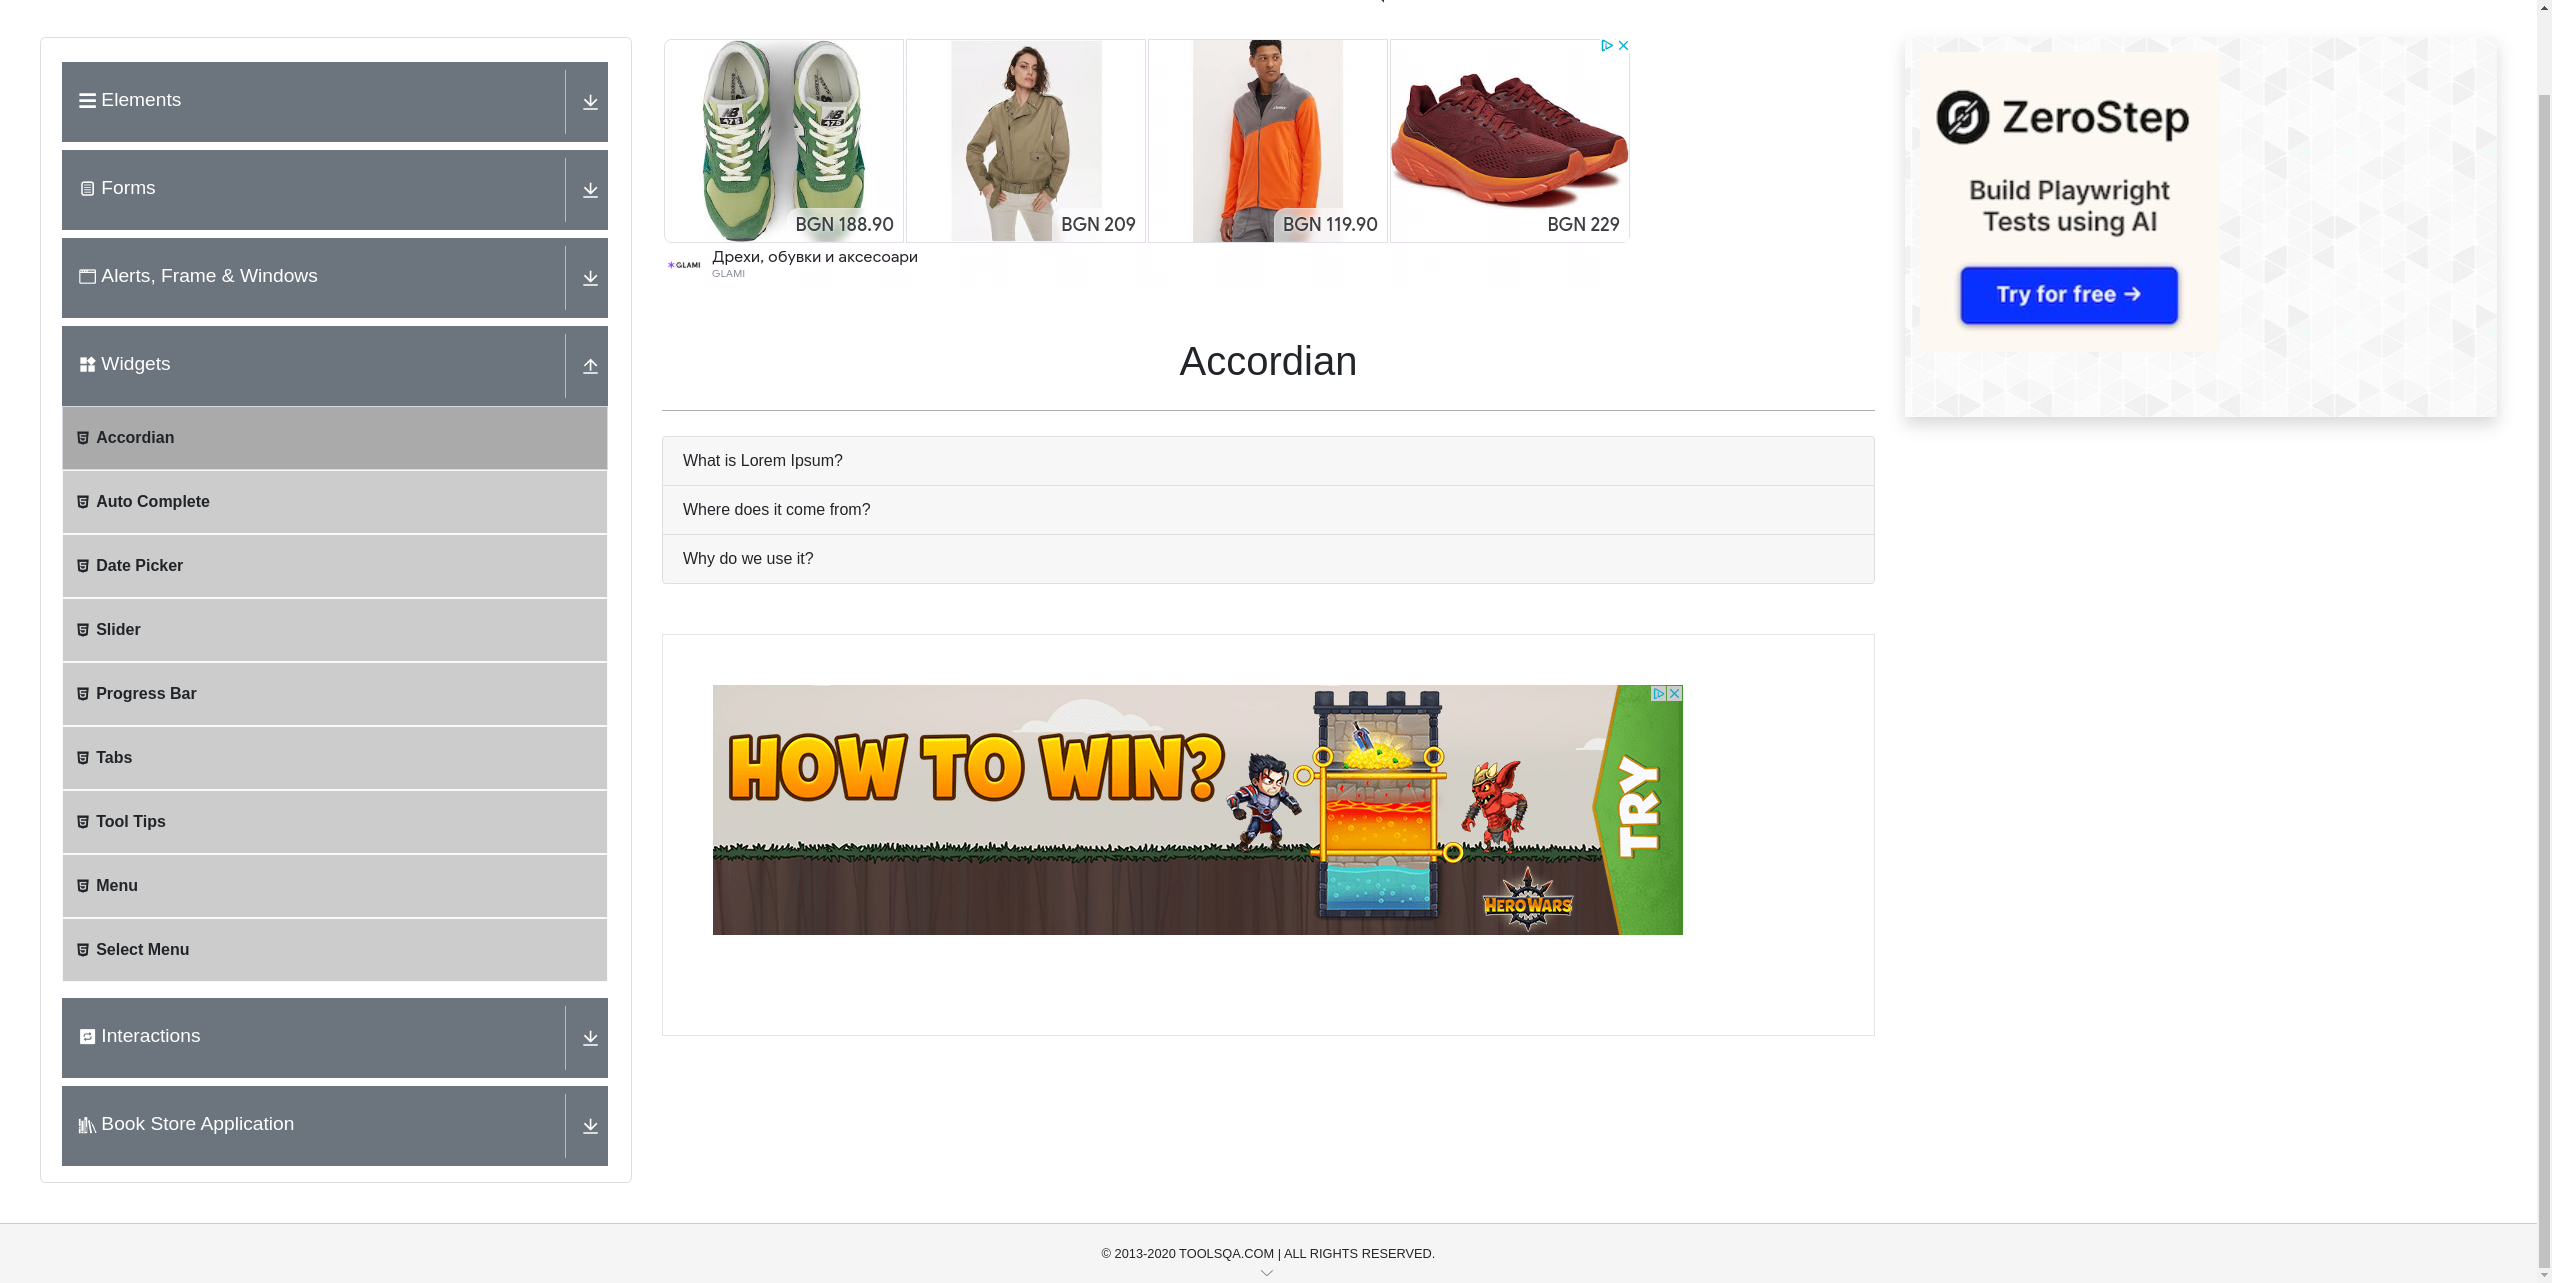 Elements
Forms
Alerts, Frame & Windows
Widgets
Accordian
Auto Complete
Date Picker
Slider
Progress Bar
Tabs
Tool Tips
Menu
Select Menu
Interactions
Book Store Application
NB
475
NB
475
BGN 188.90
BGN 209
BGN 119.90
BGN 229
GLAMI
Дрехи, обувки и аксесоари
GLAMI
Accordian
What is Lorem Ipsum?
Where does it come from?
Why do we use it?
HOW TO WIN?
TRY
HERO WARS
ZeroStep
Build Playwright
Tests using AI
Try for free →
© 2013-2020 TOOLSQA.COM | ALL RIGHTS RESERVED.